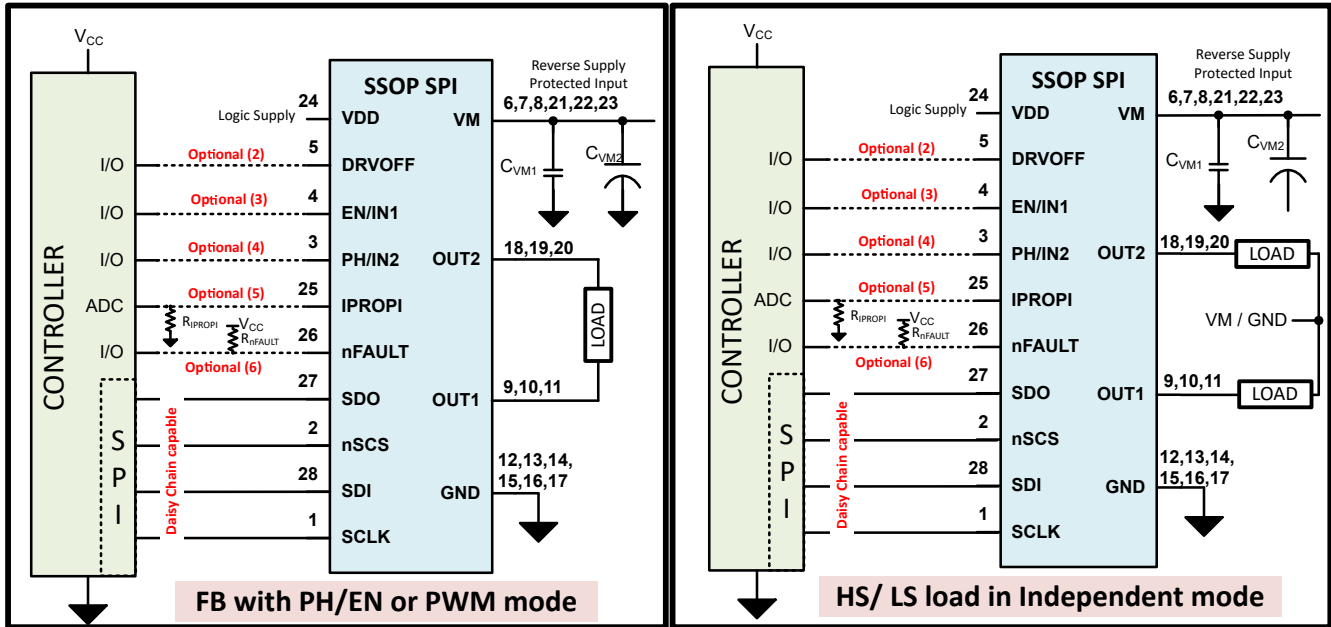 VCC
CONTROLLER
I/O
I/O
I/O
ADC
I/O
SPI
Logic Supply
Optional (2)
Optional (3)
Optional (4)
Optional (5)
RIPROPI
VCC
RnFAULT
Optional (6)
Daisy Chain capable
24
5
4
3
25
26
27
2
28
1
SSOP SPI
VDD
DRVOFF
EN/IN1
PH/IN2
IPROPI
nFAULT
SDO
nSCS
SDI
SCLK
VM
OUT2
OUT1
GND
Reverse Supply
Protected Input
6,7,8,21,22,23
CVM1
CVM2
18,19,20
LOAD
9,10,11
12,13,14,
15,16,17
FB with PH/EN or PWM mode
VCC
CONTROLLER
I/O
I/O
I/O
ADC
I/O
SPI
Logic Supply
Optional (2)
Optional (3)
Optional (4)
Optional (5)
RIPROPI
VCC
RnFAULT
Optional (6)
Daisy Chain capable
24
5
4
3
25
26
27
2
28
1
SSOP SPI
VDD
DRVOFF
EN/IN1
PH/IN2
IPROPI
nFAULT
SDO
nSCS
SDI
SCLK
VM
OUT2
OUT1
GND
Reverse Supply
Protected Input
6,7,8,21,22,23
CVM1
CVM2
18,19,20
LOAD
VM / GND
9,10,11
LOAD
12,13,14,
15,16,17
HS/ LS load in Independent mode